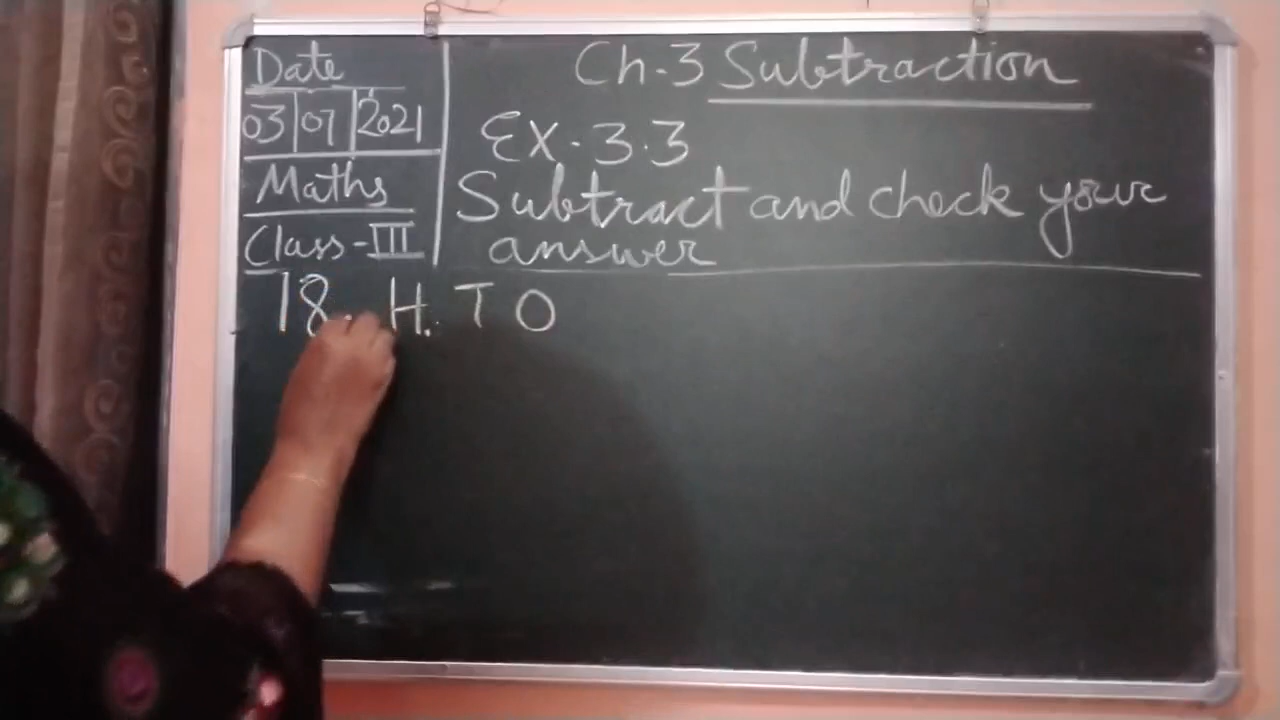 Date
03|07|2021
Maths
Class-III
Ch-3 Subtraction
EX.3.3
Subtract and check your
answer
18. H. T O